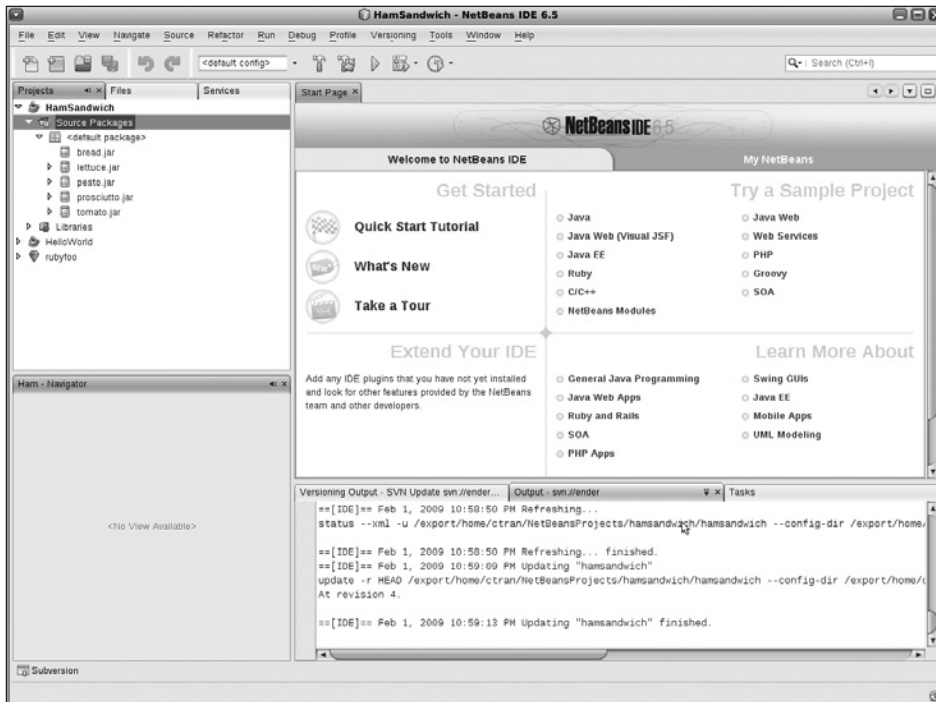 HamSandwich - NetBeans IDE 6.5
File Edit View Navigate Source Refactor Run Debug Profile Versioning Tools Window Help
<default config>
Search (Ctrl+I)
Projects Files Services
HamSandwich
Source Packages
<default package>
bread.jar
lettuce.jar
pesto.jar
prosciutto.jar
tomato.jar
Libraries
HelloWorld
rubyfoo
Ham - Navigator
<No View Available>
Start Page
NetBeans IDE 6.5
Welcome to NetBeans IDE
My NetBeans
Get Started
Quick Start Tutorial
What's New
Take a Tour
Try a Sample Project
Java
Java Web (Visual JSF)
Java EE
Ruby
C/C++
NetBeans Modules
Java Web
Web Services
PHP
Groovy
SOA
Extend Your IDE
Add any IDE plugins that you have not yet installed
and look for other features provided by the NetBeans
team and other developers.
Learn More About
General Java Programming
Java Web Apps
Ruby and Rails
SOA
PHP Apps
Swing GUIs
Java EE
Mobile Apps
UML Modeling
Versioning Output - SVN Update svn://ender... Output - svn://ender Tasks
==[IDE]== Feb 1, 2009 10:58:50 PM Refreshing...
status --xml -u /export/home/ctran/NetBeansProjects/hamsandwich/hamsandwich --config-dir /export/home/
==[IDE]== Feb 1, 2009 10:58:50 PM Refreshing... finished.
==[IDE]== Feb 1, 2009 10:59:09 PM Updating "hamsandwich"
update -r HEAD /export/home/ctran/NetBeansProjects/hamsandwich/hamsandwich --config-dir /export/home/
At revision 4.
==[IDE]== Feb 1, 2009 10:59:13 PM Updating "hamsandwich" finished.
Subversion